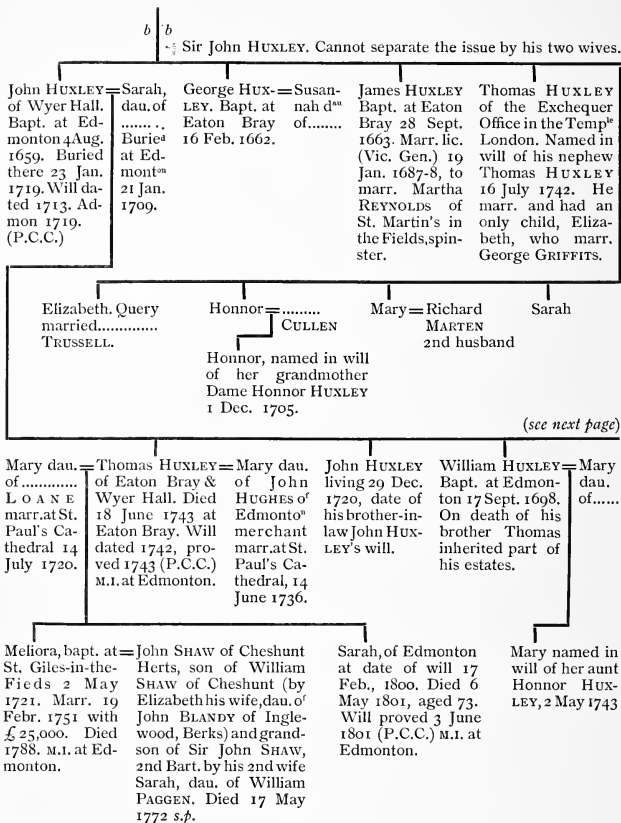 b b
Sir John HUXLEY. Cannot separate the issue by his two wives.
John HUXLEY=
of Wyer Hall.
Bapt. at Ed-
monton 4 Aug.
1659. Buried
there 23 Jan.
1719. Will da-
ted 1713. Ad-
mon 1719.
(P.C.C.)
Sarah,
dau. of
........
Buried
at Ed-
monton
21 Jan.
1709.
George HUX-=
LEY. Bapt. at
Eaton Bray
16 Feb. 1662.
Susan-
nah dau
of........
James HUXLEY
Bapt. at Eaton
Bray 28 Sept.
1663. Marr. lic.
(Vic. Gen.) 19
Jan. 1687-8, to
marr. Martha
REYNOLDS of
St. Martin's in
the Fields, spin-
ster.
Thomas HUXLEY
of the Exchequer
Office in the Temple
London. Named in
will of his nephew
Thomas HUXLEY
16 July 1742. He
marr. and had an
only child, Eliza-
beth, who marr.
George GRIFFITS.
Elizabeth. Query
married..............
TRUSSELL.
Honnor=.........
CULLEN
Honnor, named in will
of her grandmother
Dame Honnor HUXLEY
1 Dec. 1705.
Mary=Richard
MARTEN
2nd husband
Sarah
(see next page)
Mary dau.=
of.............
LOANE
marr. at St.
Paul's Ca-
thedral 14
July 1720.
Thomas HUXLEY=
of Eaton Bray &
Wyer Hall. Died
18 June 1743 at
Eaton Bray. Will
dated 1742, pro-
ved 1743 (P.C.C.)
M.I. at Edmonton.
Mary dau.
of John
HUGHES of
Edmonton
merchant
marr. at St.
Paul's Ca-
thedral, 14
June 1736.
John HUXLEY
living 29 Dec.
1720, date of
his brother-in-
law John HUX-
LEY's will.
William HUXLEY=
Bapt. at Edmon-
ton 17 Sept. 1698.
On death of his
brother Thomas
inherited part of
his estates.
Mary
dau.
of......
Meliora, bapt. at=
St. Giles-in-the-
Fieds 2 May
1721. Marr. 19
Febr. 1751 with
£25,000. Died
1788. M.I. at Ed-
monton.
John SHAW of Cheshunt
Herts, son of William
SHAW of Cheshunt (by
Elizabeth his wife, dau. of
John BLANDY of Ingle-
wood, Berks) and grand-
son of Sir John SHAW,
2nd Bart. by his 2nd wife
Sarah, dau. of William
PAGGEN. Died 17 May
1772 s.p.
Sarah, of Edmonton
at date of will 17
Feb., 1800. Died 6
May 1801, aged 73.
Will proved 3 June
1801 (P.C.C.) M.I. at
Edmonton.
Mary named in
will of her aunt
Honnor HUX-
LEY, 2 May 1743